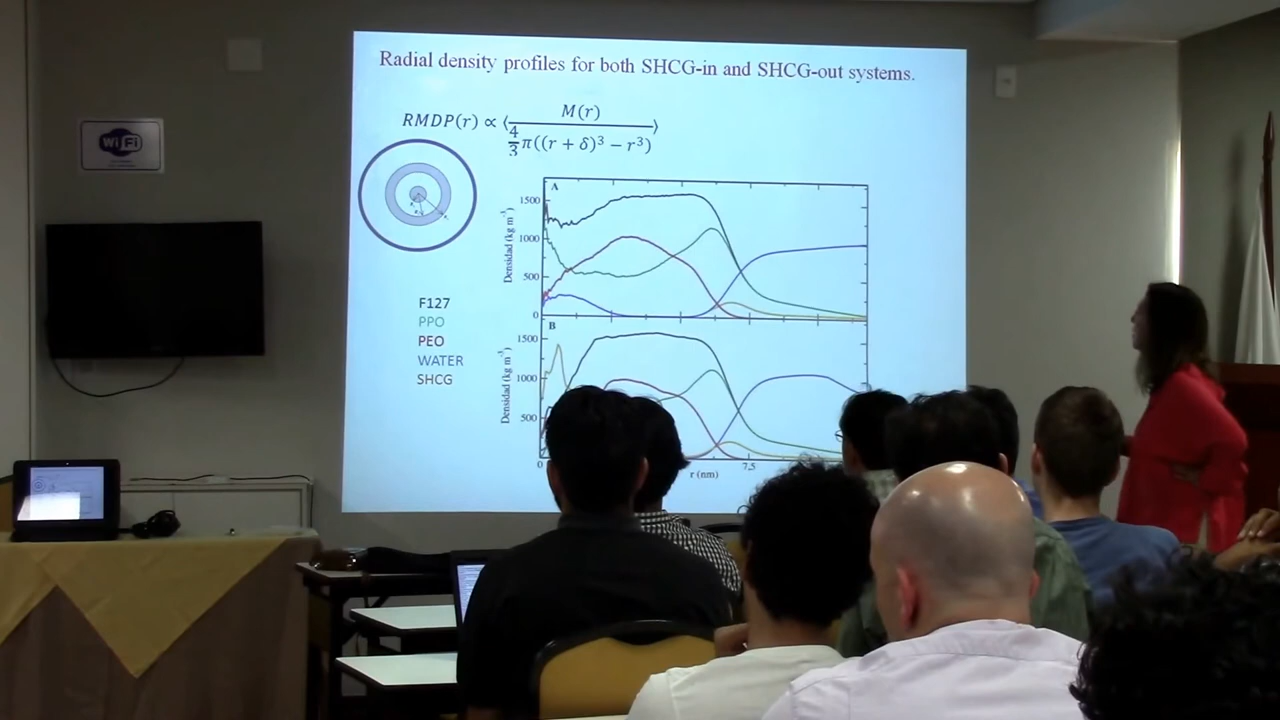 Radial density profiles for both SHCG-in and SHCG-out systems.
RMDP(r) ∝ ⟨M(r) / 4/3 π((r + δ)³ − r³)⟩
Wi Fi
A
1500
1000
500
0
Densidad (kg m⁻³)
F127
PPO
PEO
WATER
SHCG
B
1500
1000
500
Densidad (kg m⁻³)
0
7,5
r (nm)